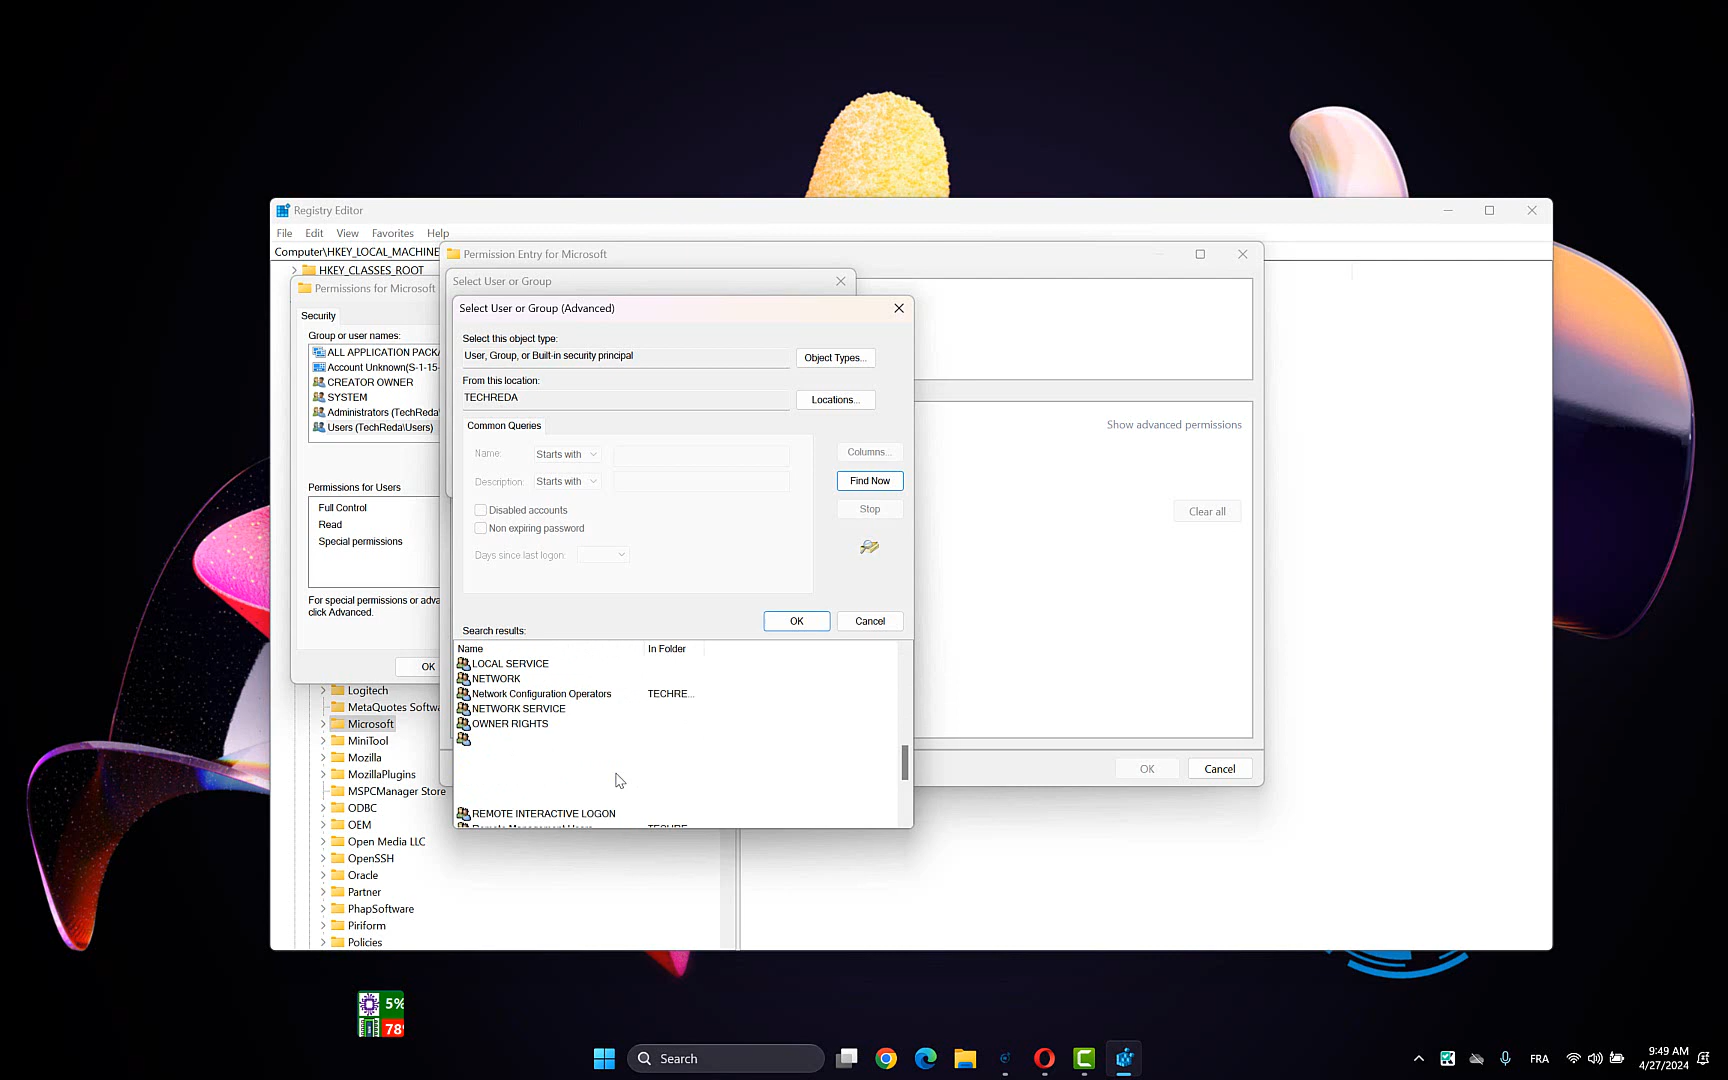 Registry Editor
File Edit View Favorites Help
Computer\HKEY_LOCAL_MACHINE
HKEY_CLASSES_ROOT
Permissions for Microsoft
Security
Group or user names:
ALL APPLICATION PACKA
Account Unknown(S-1-15-
CREATOR OWNER
SYSTEM
Administrators (TechReda\
Users (TechReda\Users)
Permissions for Users
Full Control
Read
Special permissions
For special permissions or adva
click Advanced.
OK
Logitech
MetaQuotes Softwa
Microsoft
MiniTool
Mozilla
MozillaPlugins
MSPCManager Store
ODBC
OEM
Open Media LLC
OpenSSH
Oracle
Partner
PhapSoftware
Piriform
Policies
Permission Entry for Microsoft
Show advanced permissions
Clear all
OK Cancel
Select User or Group
Select User or Group (Advanced)
Select this object type:
User, Group, or Built-in security principal
Object Types...
From this location:
TECHREDA
Locations...
Common Queries
Name: Starts with
Description: Starts with
Disabled accounts
Non expiring password
Days since last logon:
Columns...
Find Now
Stop
OK Cancel
Search results:
Name In Folder
LOCAL SERVICE
NETWORK
Network Configuration Operators TECHRE...
NETWORK SERVICE
OWNER RIGHTS
REMOTE INTERACTIVE LOGON
5%
78
Search
FRA
9:49 AM
4/27/2024